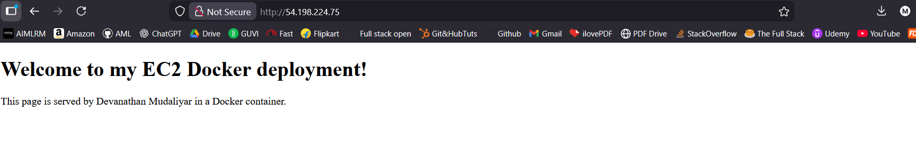 Not Secure http://54.198.224.75 M
AIMLRM Amazon AML ChatGPT Drive GUVI Fast Flipkart Full stack open Git&HubTuts Github Gmail ilovePDF PDF Drive StackOverflow The Full Stack Udemy YouTube
Welcome to my EC2 Docker deployment!
This page is served by Devanathan Mudaliyar in a Docker container.